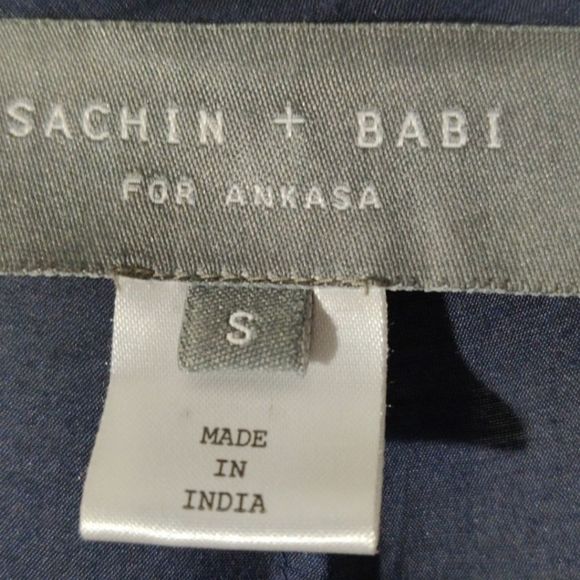 SACHIN + BABI
FOR ANKASA
S
MADE
IN
INDIA